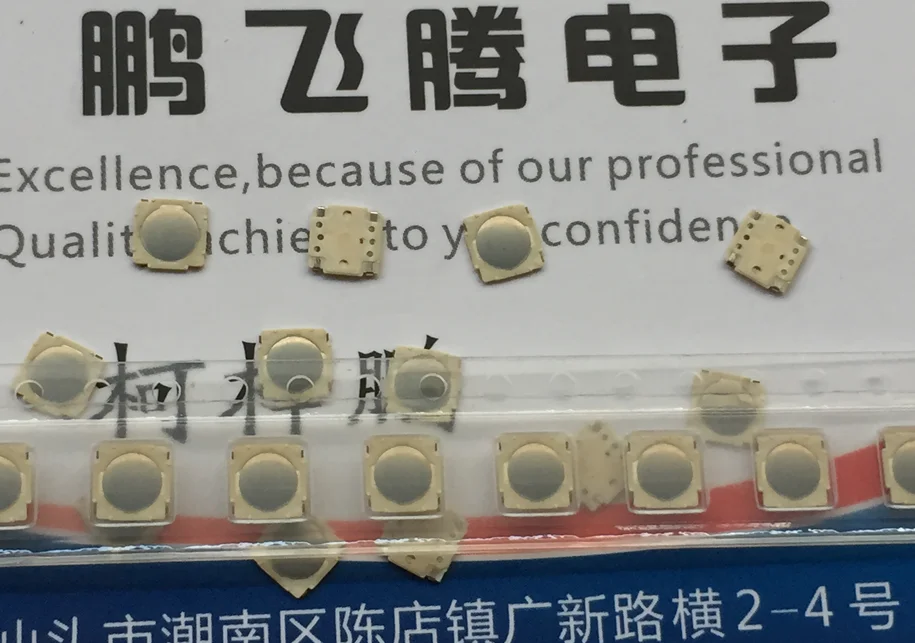 鹏飞腾电子
Excellence,because of our professional
Qualit chie to y confiden
柯
汕头市潮南区陈店镇广新路横2-4号